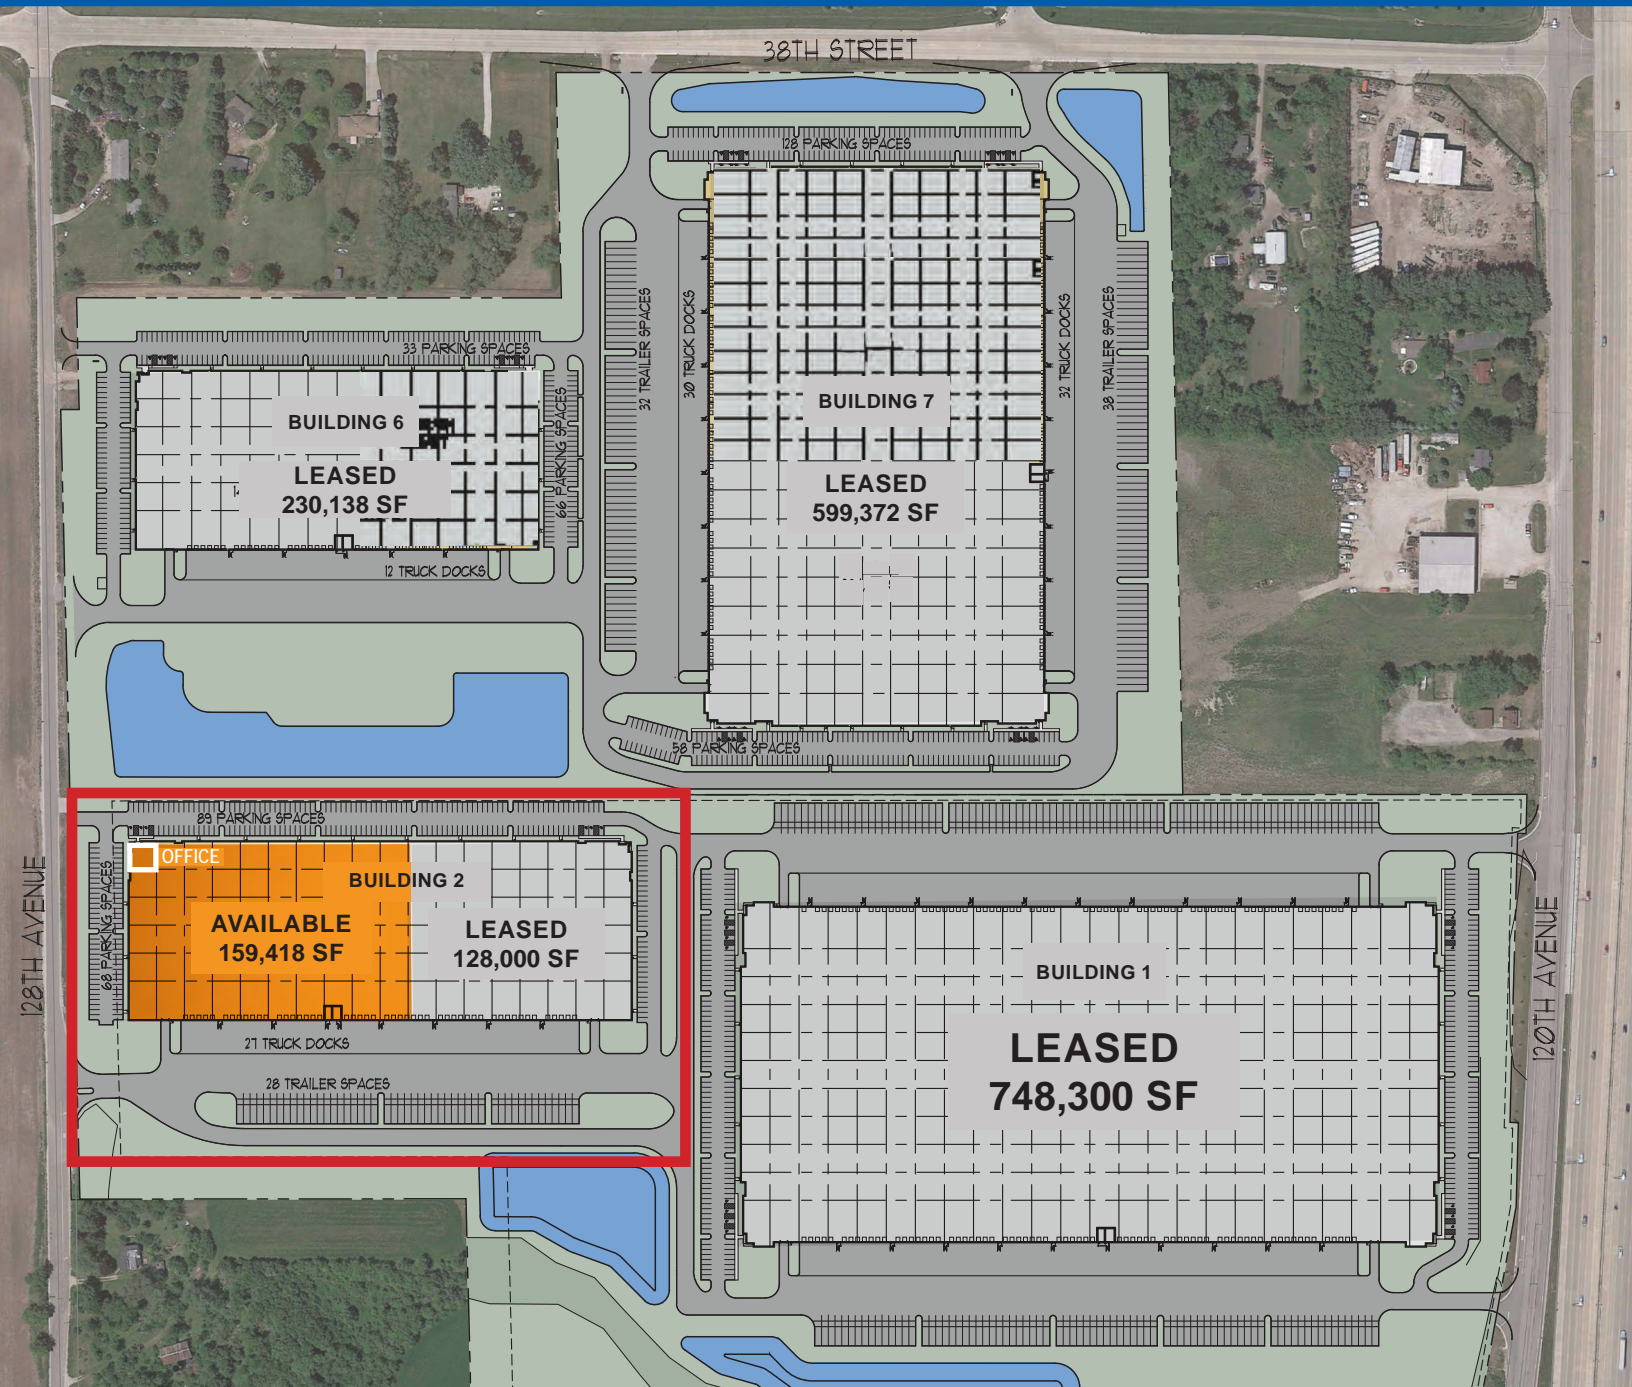 38TH STREET
128 PARKING SPACES
32 TRAILER SPACES
30 TRUCK DOCKS
32 TRUCK DOCKS
38 TRAILER SPACES
BUILDING 7
LEASED
599,372 SF
58 PARKING SPACES
33 PARKING SPACES
66 PARKING SPACES
BUILDING 6
LEASED
230,138 SF
12 TRUCK DOCKS
89 PARKING SPACES
68 PARKING SPACES
OFFICE
BUILDING 2
AVAILABLE
159,418 SF
LEASED
128,000 SF
27 TRUCK DOCKS
28 TRAILER SPACES
128TH AVENUE
BUILDING 1
LEASED
748,300 SF
120TH AVENUE